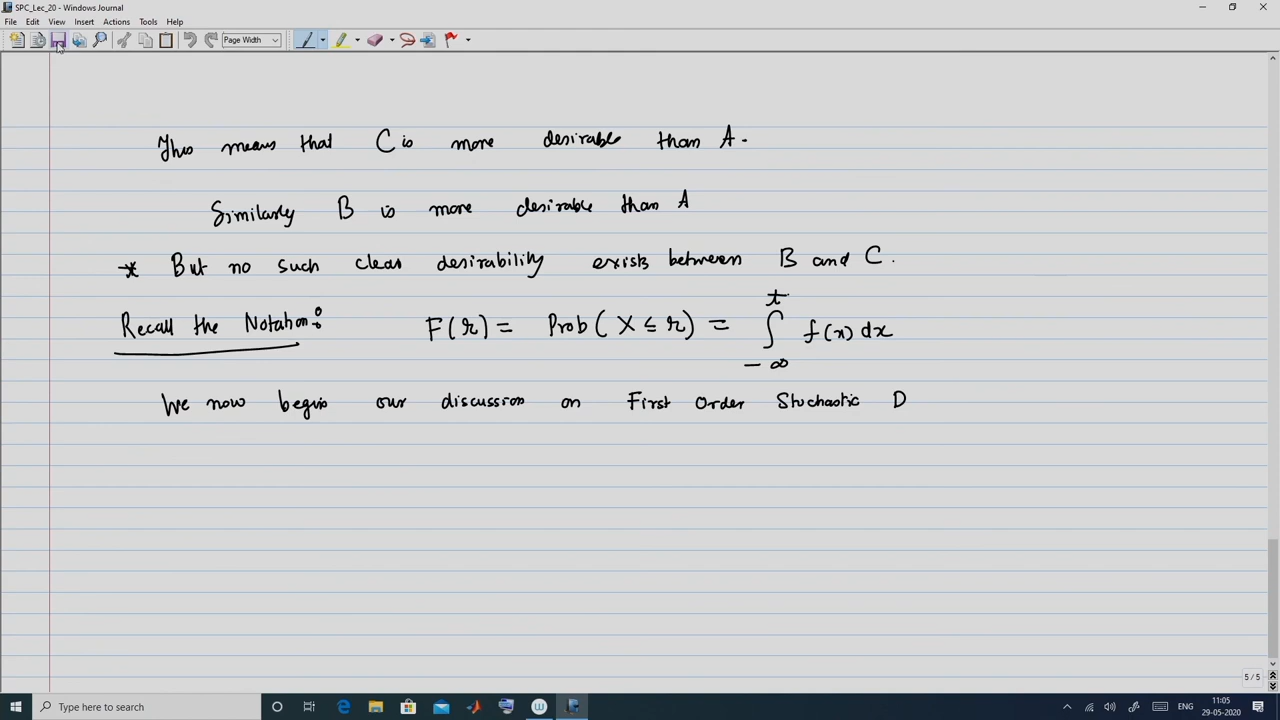 SPC_Lec_20 - Windows Journal
File Edit View Insert Actions Tools Help
Page Width
This means that C is more desirable than A.
Similarly B is more desirable than A
* But no such clear desirability exists between B and C.
Recall the Notation: F(r) = Prob(X ≤ r) = ∫_{-∞}^{t} f(x) dx
We now begin our discussion on First Order Stochastic D
5 / 5
Type here to search
ENG
11:05
29-05-2020